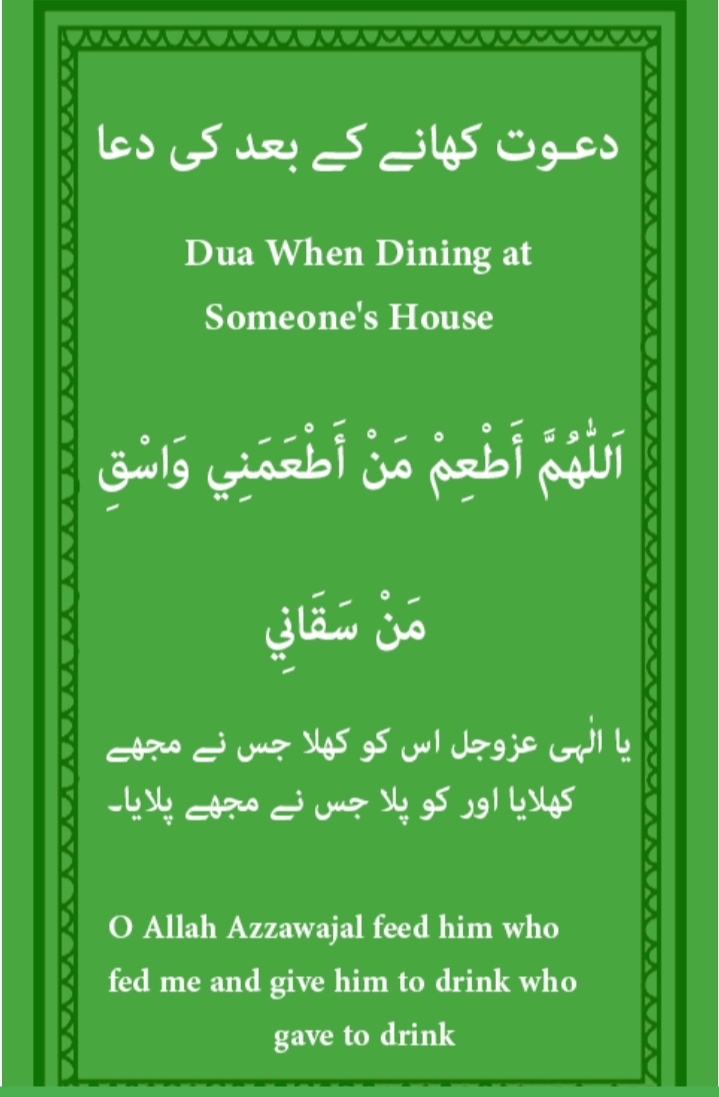 دعوت کھانے کے بعد کی دعا
Dua When Dining at
Someone's House
اَللّٰهُمَّ أَطْعِمْ مَنْ أَطْعَمَنِي وَاسْقِ
مَنْ سَقَانِي
یا الٰہی عزوجل اس کو کھلا جس نے مجھے
کھلایا اور کو پلا جس نے مجھے پلایا۔
O Allah Azzawajal feed him who
fed me and give him to drink who
gave to drink